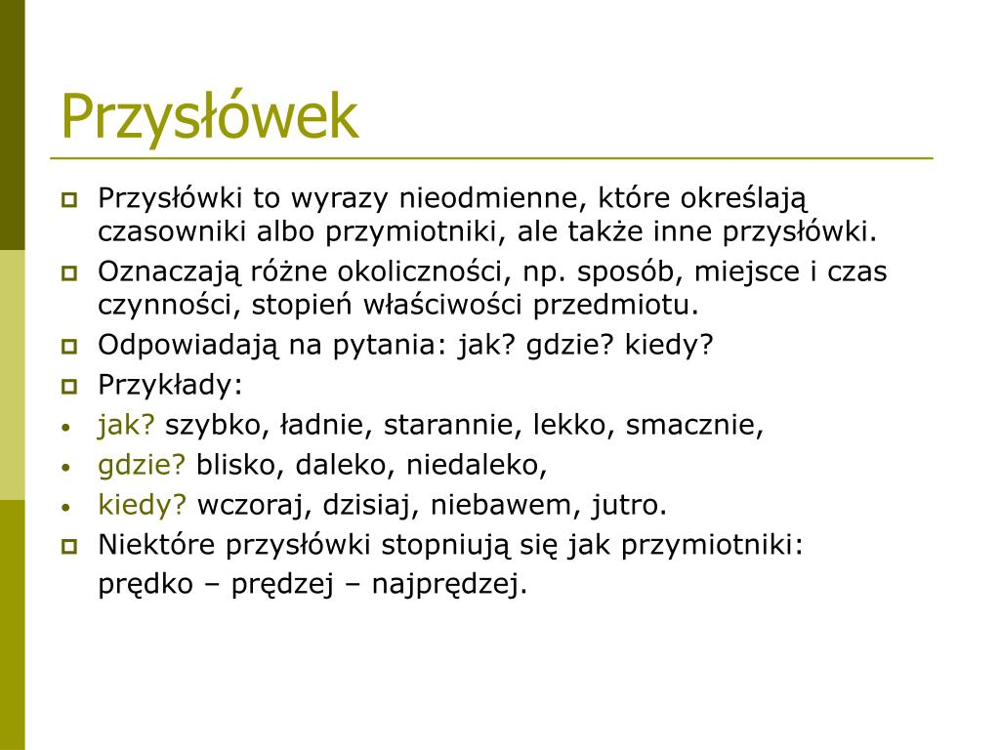 Przysłówek
Przysłówki to wyrazy nieodmienne, które określają
czasowniki albo przymiotniki, ale także inne przysłówki.
Oznaczają różne okoliczności, np. sposób, miejsce i czas
czynności, stopień właściwości przedmiotu.
Odpowiadają na pytania: jak? gdzie? kiedy?
Przykłady:
jak? szybko, ładnie, starannie, lekko, smacznie,
gdzie? blisko, daleko, niedaleko,
kiedy? wczoraj, dzisiaj, niebawem, jutro.
Niektóre przysłówki stopniują się jak przymiotniki:
prędko – prędzej – najprędzej.